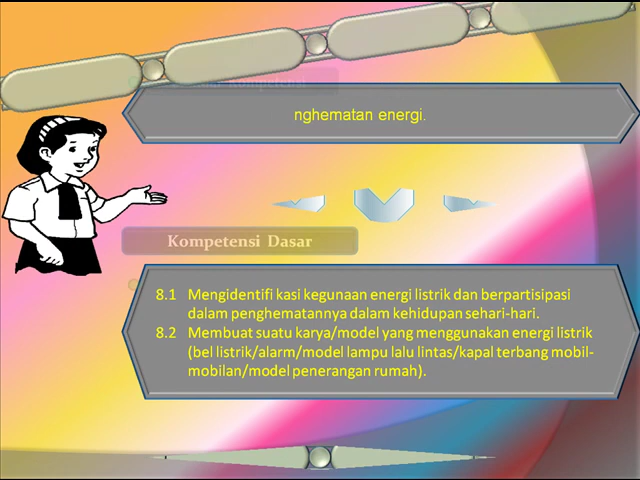 Kompetensi
nghematan energi.
Kompetensi Dasar
8.1 Mengidentifi kasi kegunaan energi listrik dan berpartisipasi
dalam penghematannya dalam kehidupan sehari-hari.
8.2 Membuat suatu karya/model yang menggunakan energi listrik
(bel listrik/alarm/model lampu lalu lintas/kapal terbang mobil-
mobilan/model penerangan rumah).